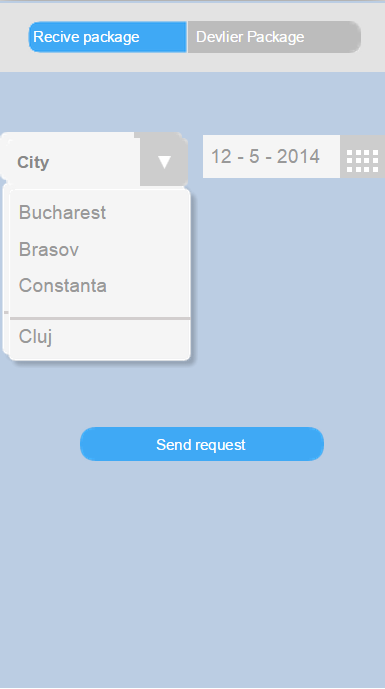 Recive package
Devlier Package
City
12 - 5 - 2014
Bucharest
Brasov
Constanta
Cluj
Send request